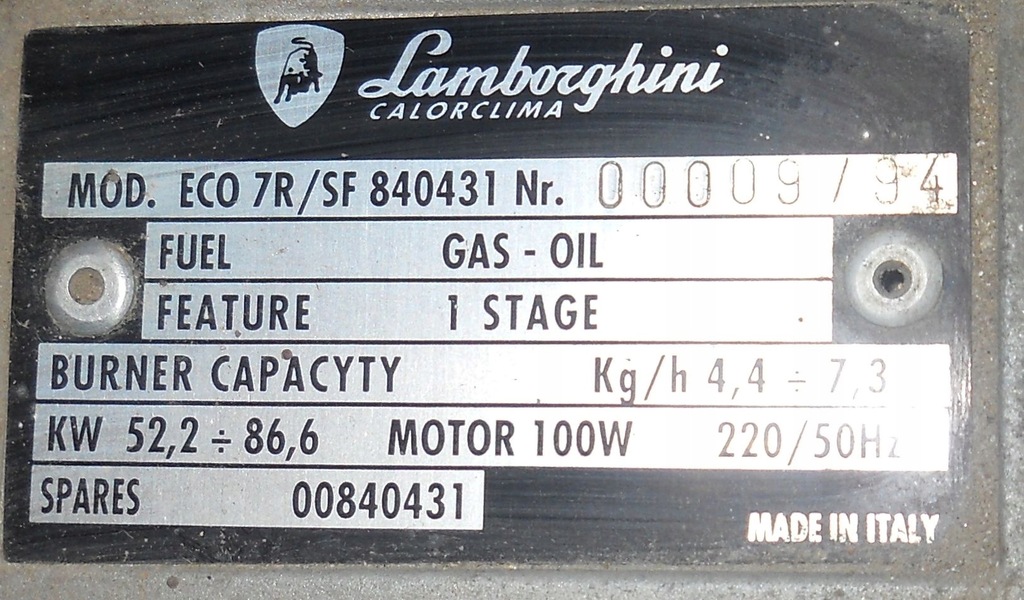 Lamborghini
CALORCLIMA
MOD. ECO 7R/SF 840431 Nr. 00009/94
FUEL GAS - OIL
FEATURE 1 STAGE
BURNER CAPACYTY Kg/h 4,4 ÷ 7,3
KW 52,2 ÷ 86,6 MOTOR 100W 220/50Hz
SPARES 00840431
MADE IN ITALY